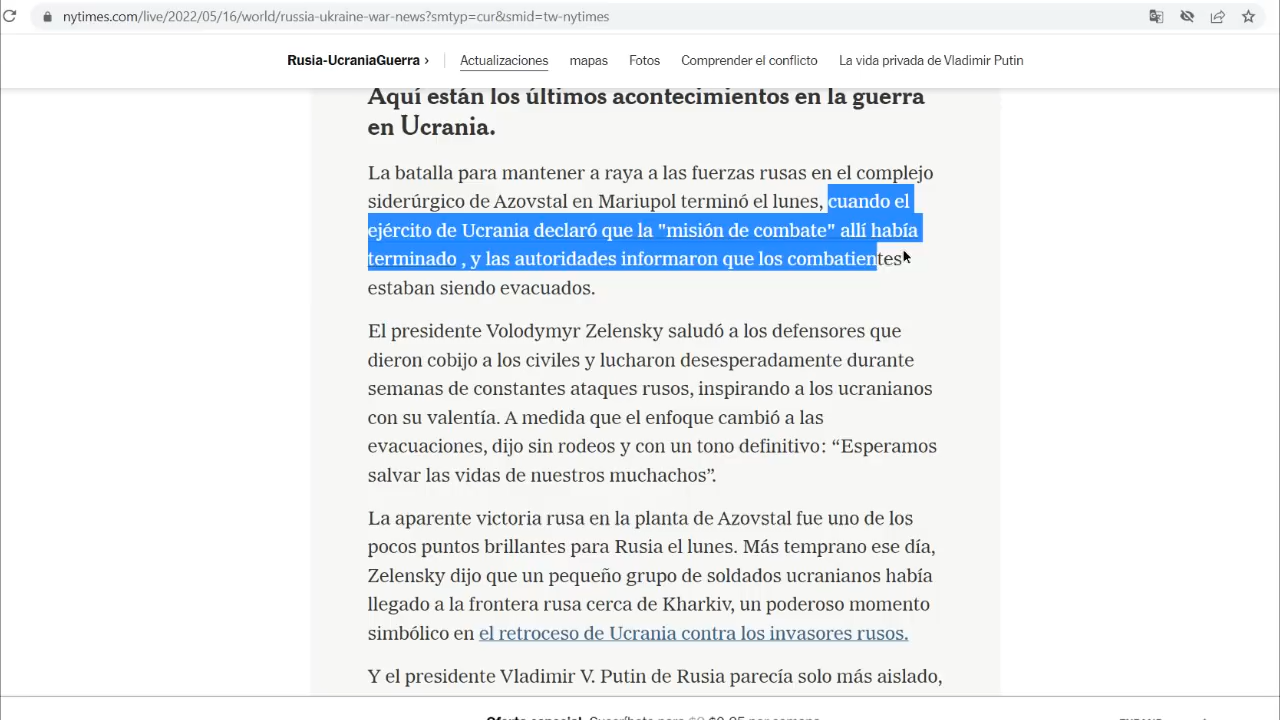 nytimes.com/live/2022/05/16/world/russia-ukraine-war-news?smtyp=cur&smid=tw-nytimes
Rusia-UcraniaGuerra › Actualizaciones mapas Fotos Comprender el conflicto La vida privada de Vladimir Putin
Aquí están los últimos acontecimientos en la guerra
en Ucrania.
La batalla para mantener a raya a las fuerzas rusas en el complejo
siderúrgico de Azovstal en Mariupol terminó el lunes, cuando el
ejército de Ucrania declaró que la "misión de combate" allí había
terminado , y las autoridades informaron que los combatientes
estaban siendo evacuados.
El presidente Volodymyr Zelensky saludó a los defensores que
dieron cobijo a los civiles y lucharon desesperadamente durante
semanas de constantes ataques rusos, inspirando a los ucranianos
con su valentía. A medida que el enfoque cambió a las
evacuaciones, dijo sin rodeos y con un tono definitivo: “Esperamos
salvar las vidas de nuestros muchachos”.
La aparente victoria rusa en la planta de Azovstal fue uno de los
pocos puntos brillantes para Rusia el lunes. Más temprano ese día,
Zelensky dijo que un pequeño grupo de soldados ucranianos había
llegado a la frontera rusa cerca de Kharkiv, un poderoso momento
simbólico en el retroceso de Ucrania contra los invasores rusos.
Y el presidente Vladimir V. Putin de Rusia parecía solo más aislado,